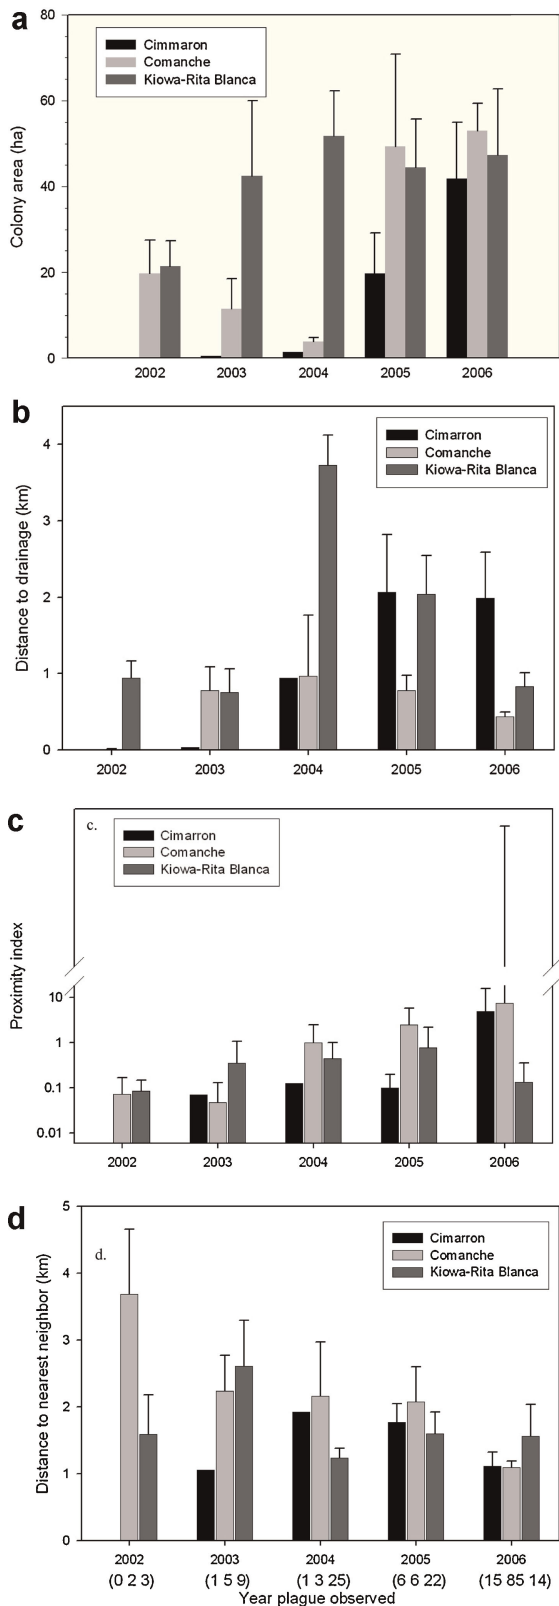 a
80
60
40
20
0
Colony area (ha)
Cimmaron
Comanche
Kiowa-Rita Blanca
2002 2003 2004 2005 2006
b
4
3
2
1
0
Distance to drainage (km)
Cimarron
Comanche
Kiowa-Rita Blanca
2002 2003 2004 2005 2006
c
c.
10
1
0.1
0.01
Proximity index
Cimarron
Comanche
Kiowa-Rita Blanca
2002 2003 2004 2005 2006
d
d.
5
4
3
2
1
0
Distance to nearest neighbor (km)
Cimarron
Comanche
Kiowa-Rita Blanca
2002 2003 2004 2005 2006
(0 2 3) (1 5 9) (1 3 25) (6 6 22) (15 85 14)
Year plague observed